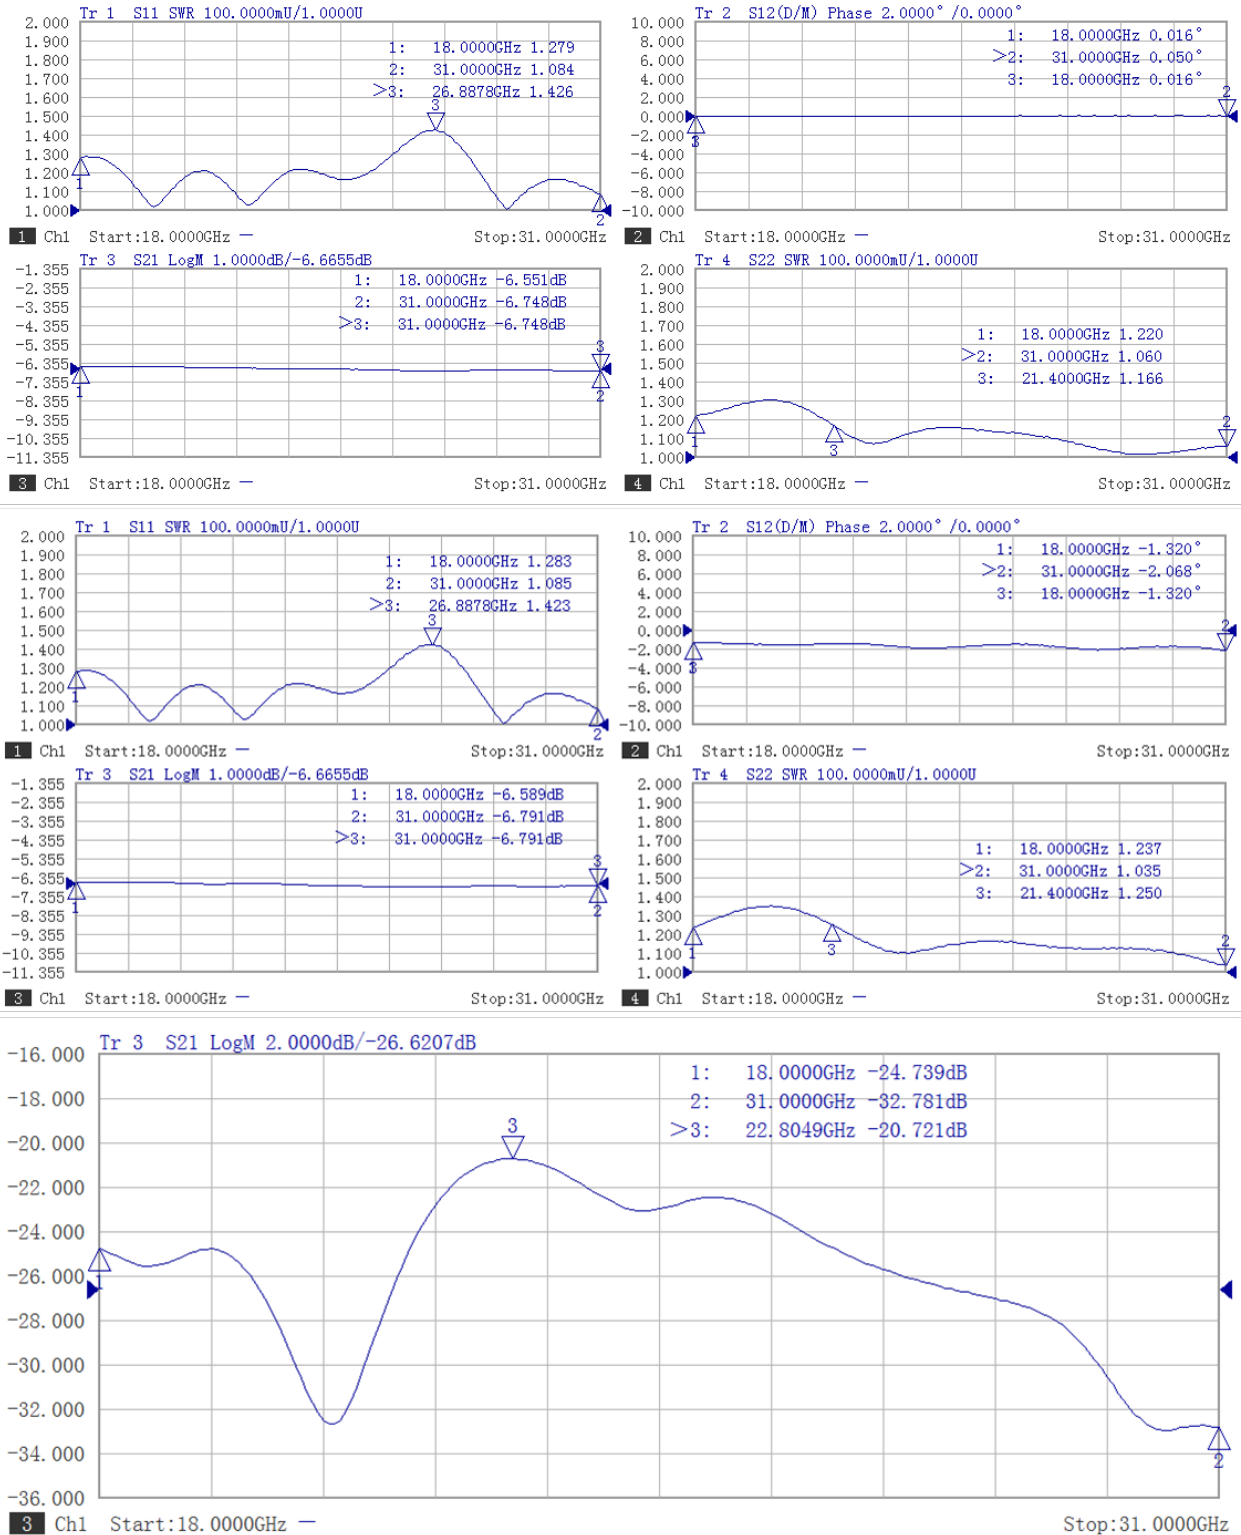 Tr 1  S11 SWR 100.0000mU/1.0000U
2.000
1.900
1.800
1.700
1.600
1.500
1.400
1.300
1.200
1.100
1.000
1: 18.0000GHz 1.279
2: 31.0000GHz 1.084
>3: 26.8878GHz 1.426
3
1
2
1 Ch1 Start:18.0000GHz — Stop:31.0000GHz
Tr 2  S12(D/M) Phase 2.0000° /0.0000°
10.000
8.000
6.000
4.000
2.000
0.000
-2.000
-4.000
-6.000
-8.000
-10.000
1: 18.0000GHz 0.016°
>2: 31.0000GHz 0.050°
3: 18.0000GHz 0.016°
2
3
2 Ch1 Start:18.0000GHz — Stop:31.0000GHz
Tr 3  S21 LogM 1.0000dB/-6.6655dB
-1.355
-2.355
-3.355
-4.355
-5.355
-6.355
-7.355
-8.355
-9.355
-10.355
-11.355
1: 18.0000GHz -6.551dB
2: 31.0000GHz -6.748dB
>3: 31.0000GHz -6.748dB
3
1
2
3 Ch1 Start:18.0000GHz — Stop:31.0000GHz
Tr 4  S22 SWR 100.0000mU/1.0000U
2.000
1.900
1.800
1.700
1.600
1.500
1.400
1.300
1.200
1.100
1.000
1: 18.0000GHz 1.220
>2: 31.0000GHz 1.060
3: 21.4000GHz 1.166
2
1
3
4 Ch1 Start:18.0000GHz — Stop:31.0000GHz
Tr 1  S11 SWR 100.0000mU/1.0000U
2.000
1.900
1.800
1.700
1.600
1.500
1.400
1.300
1.200
1.100
1.000
1: 18.0000GHz 1.283
2: 31.0000GHz 1.085
>3: 26.8878GHz 1.423
3
1
2
1 Ch1 Start:18.0000GHz — Stop:31.0000GHz
Tr 2  S12(D/M) Phase 2.0000° /0.0000°
10.000
8.000
6.000
4.000
2.000
0.000
-2.000
-4.000
-6.000
-8.000
-10.000
1: 18.0000GHz -1.320°
>2: 31.0000GHz -2.068°
3: 18.0000GHz -1.320°
2
3
2 Ch1 Start:18.0000GHz — Stop:31.0000GHz
Tr 3  S21 LogM 1.0000dB/-6.6655dB
-1.355
-2.355
-3.355
-4.355
-5.355
-6.355
-7.355
-8.355
-9.355
-10.355
-11.355
1: 18.0000GHz -6.589dB
2: 31.0000GHz -6.791dB
>3: 31.0000GHz -6.791dB
3
1
2
3 Ch1 Start:18.0000GHz — Stop:31.0000GHz
Tr 4  S22 SWR 100.0000mU/1.0000U
2.000
1.900
1.800
1.700
1.600
1.500
1.400
1.300
1.200
1.100
1.000
1: 18.0000GHz 1.237
>2: 31.0000GHz 1.035
3: 21.4000GHz 1.250
2
1
3
4 Ch1 Start:18.0000GHz — Stop:31.0000GHz
Tr 3  S21 LogM 2.0000dB/-26.6207dB
-16.000
-18.000
-20.000
-22.000
-24.000
-26.000
-28.000
-30.000
-32.000
-34.000
-36.000
1: 18.0000GHz -24.739dB
2: 31.0000GHz -32.781dB
>3: 22.8049GHz -20.721dB
3
1
2
3 Ch1 Start:18.0000GHz — Stop:31.0000GHz